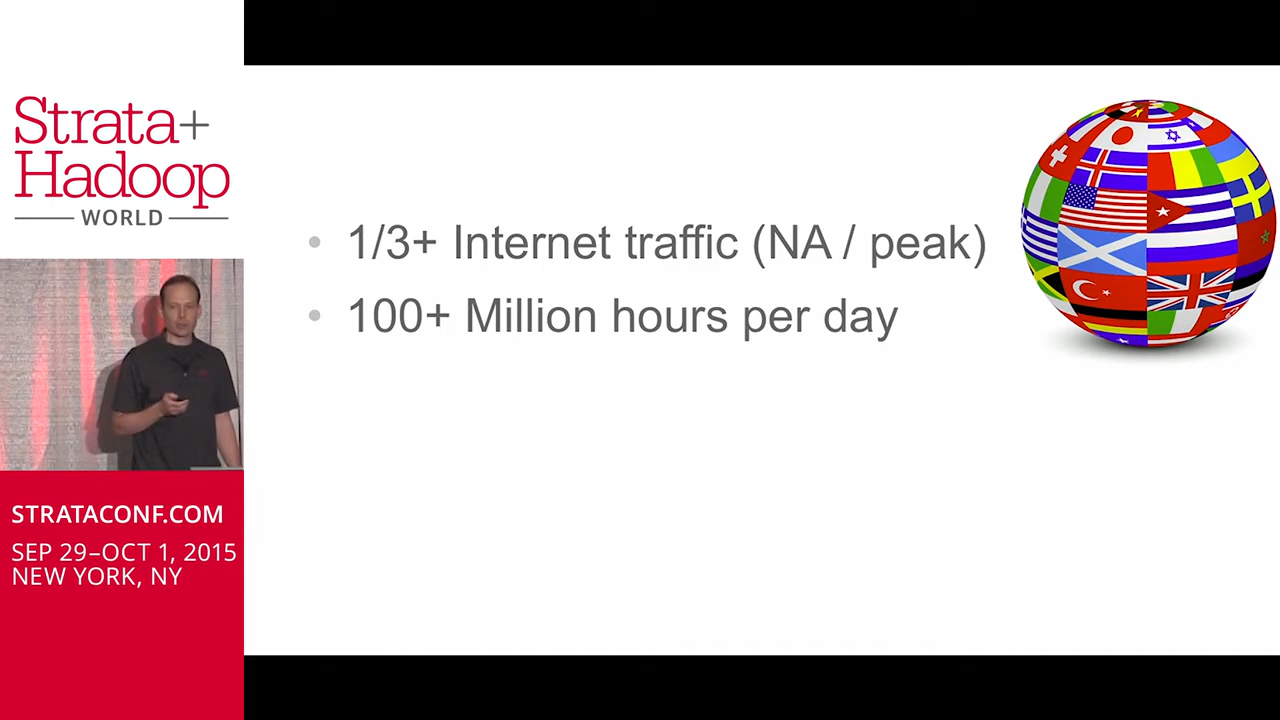 Strata+
Hadoop
WORLD
1/3+ Internet traffic (NA / peak)
100+ Million hours per day
STRATACONF.COM
SEP 29–OCT 1, 2015
NEW YORK, NY